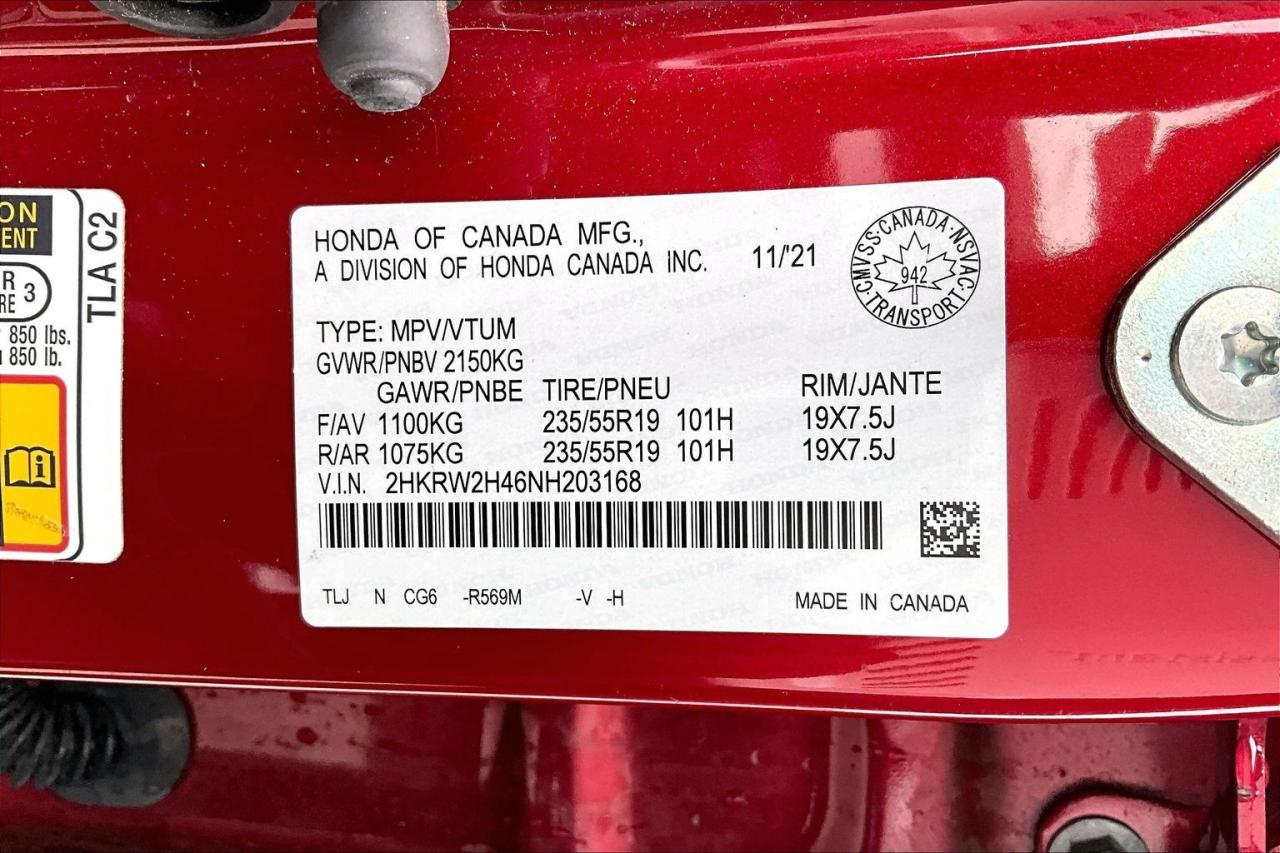 ON
ENT
R
RE 3
850 lbs.
850 lb.
TLA C2
HONDA OF CANADA MFG.,
A DIVISION OF HONDA CANADA INC.
11/'21
CMVSS·CANADA·NSVAC·TRANSPORT·
942
TYPE: MPV/VTUM
GVWR/PNBV 2150KG
GAWR/PNBE TIRE/PNEU RIM/JANTE
F/AV 1100KG 235/55R19 101H 19X7.5J
R/AR 1075KG 235/55R19 101H 19X7.5J
V.I.N. 2HKRW2H46NH203168
TLJ N CG6 -R569M -V -H
MADE IN CANADA